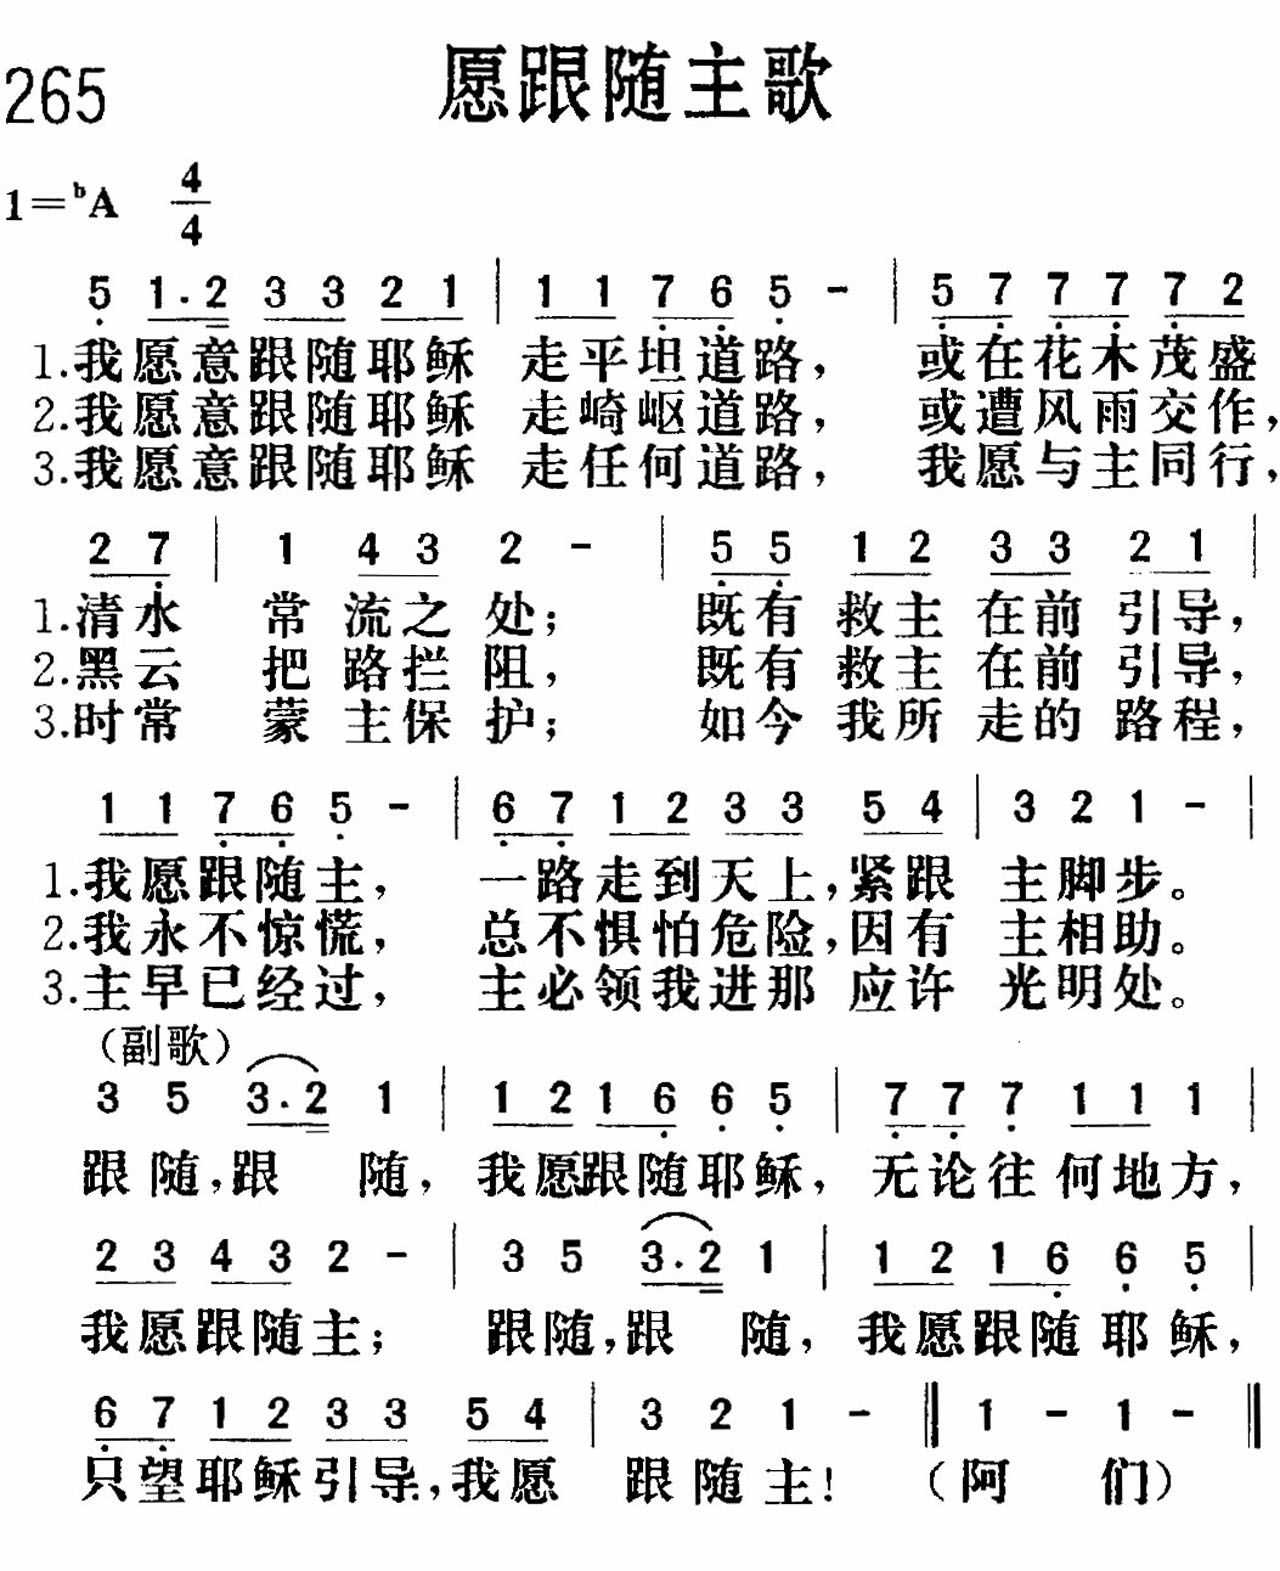 265
愿跟随主歌
1=ᵇA 4/4
5 1.2 3 3 2 1 | 1 1 7 6 5 - | 5 7 7 7 7 2
1.我愿意跟随耶稣 走平坦道路， 或在花木茂盛
2.我愿意跟随耶稣 走崎岖道路， 或遭风雨交作，
3.我愿意跟随耶稣 走任何道路， 我愿与主同行，
2 7 | 1 4 3 2 - | 5 5 1 2 3 3 2 1 |
1.清水 常流之处； 既有救主在前引导，
2.黑云 把路拦阻， 既有救主在前引导，
3.时常 蒙主保护； 如今我所走的路程，
1 1 7 6 5 - | 6 7 1 2 3 3 5 4 | 3 2 1 - |
1.我愿跟随主， 一路走到天上，紧跟 主脚步。
2.我永不惊慌， 总不惧怕危险，因有 主相助。
3.主早已经过， 主必领我进那 应许 光明处。
（副歌）
3 5 3.2 1 | 1 2 1 6 6 5 | 7 7 7 1 1 1 |
跟随，跟 随， 我愿跟随耶稣， 无论往何地方，
2 3 4 3 2 - | 3 5 3.2 1 | 1 2 1 6 6 5 |
我愿跟随主； 跟随，跟 随， 我愿跟随耶稣，
6 7 1 2 3 3 5 4 | 3 2 1 - ‖ 1 - 1 - ‖
只望耶稣引导，我愿 跟随主！ （阿 们）